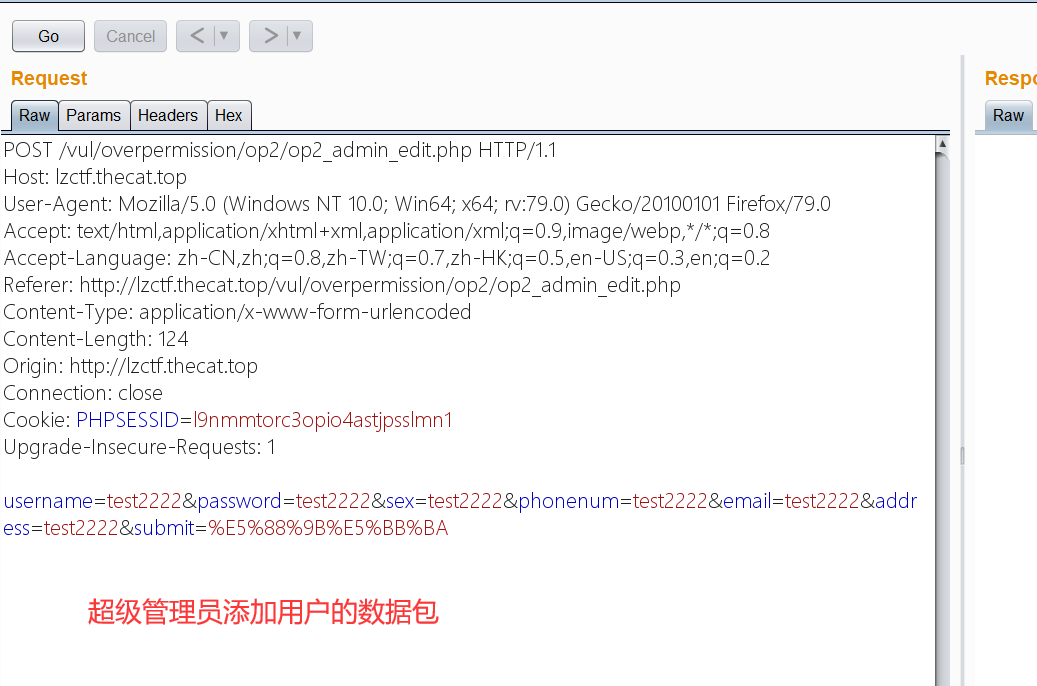 Go Cancel < ▼ > ▼
Request Respo
Raw Params Headers Hex Raw
POST /vul/overpermission/op2/op2_admin_edit.php HTTP/1.1
Host: lzctf.thecat.top
User-Agent: Mozilla/5.0 (Windows NT 10.0; Win64; x64; rv:79.0) Gecko/20100101 Firefox/79.0
Accept: text/html,application/xhtml+xml,application/xml;q=0.9,image/webp,*/*;q=0.8
Accept-Language: zh-CN,zh;q=0.8,zh-TW;q=0.7,zh-HK;q=0.5,en-US;q=0.3,en;q=0.2
Referer: http://lzctf.thecat.top/vul/overpermission/op2/op2_admin_edit.php
Content-Type: application/x-www-form-urlencoded
Content-Length: 124
Origin: http://lzctf.thecat.top
Connection: close
Cookie: PHPSESSID=l9nmmtorc3opio4astjpsslmn1
Upgrade-Insecure-Requests: 1
username=test2222&password=test2222&sex=test2222&phonenum=test2222&email=test2222&addr
ess=test2222&submit=%E5%88%9B%E5%BB%BA
超级管理员添加用户的数据包